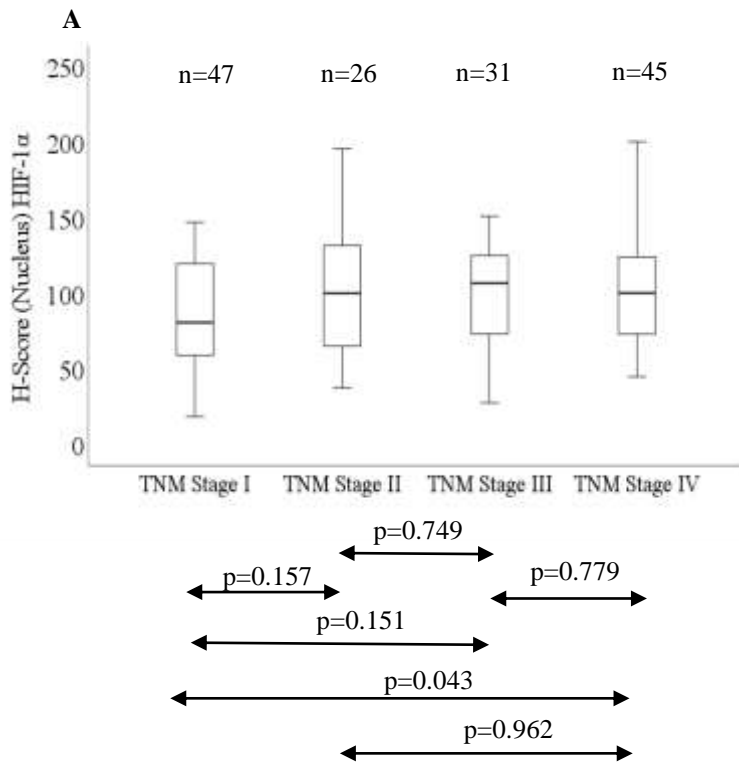 A
250
n=47 n=26 n=31 n=45
200
150
100
50
0
H-Score (Nucleus) HIF-1α
TNM Stage I TNM Stage II TNM Stage III TNM Stage IV
p=0.749
p=0.157
p=0.779
p=0.151
p=0.043
p=0.962